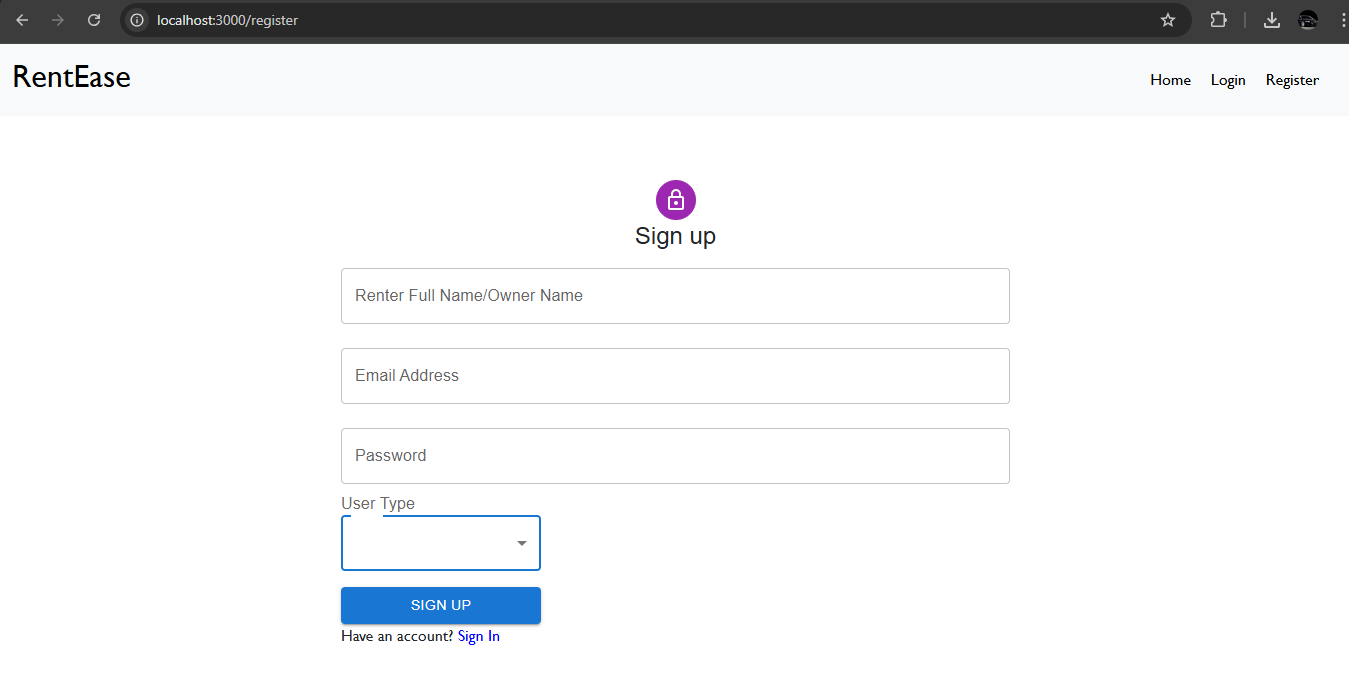 localhost:3000/register
RentEase
Home Login Register
Sign up
Renter Full Name/Owner Name
Email Address
Password
User Type
SIGN UP
Have an account? Sign In